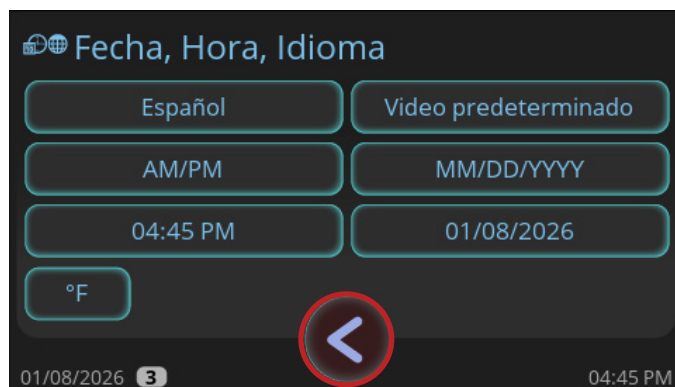 Fecha, Hora, Idioma
Español
Video predeterminado
AM/PM
MM/DD/YYYY
04:45 PM
01/08/2026
°F
01/08/2026 3
04:45 PM